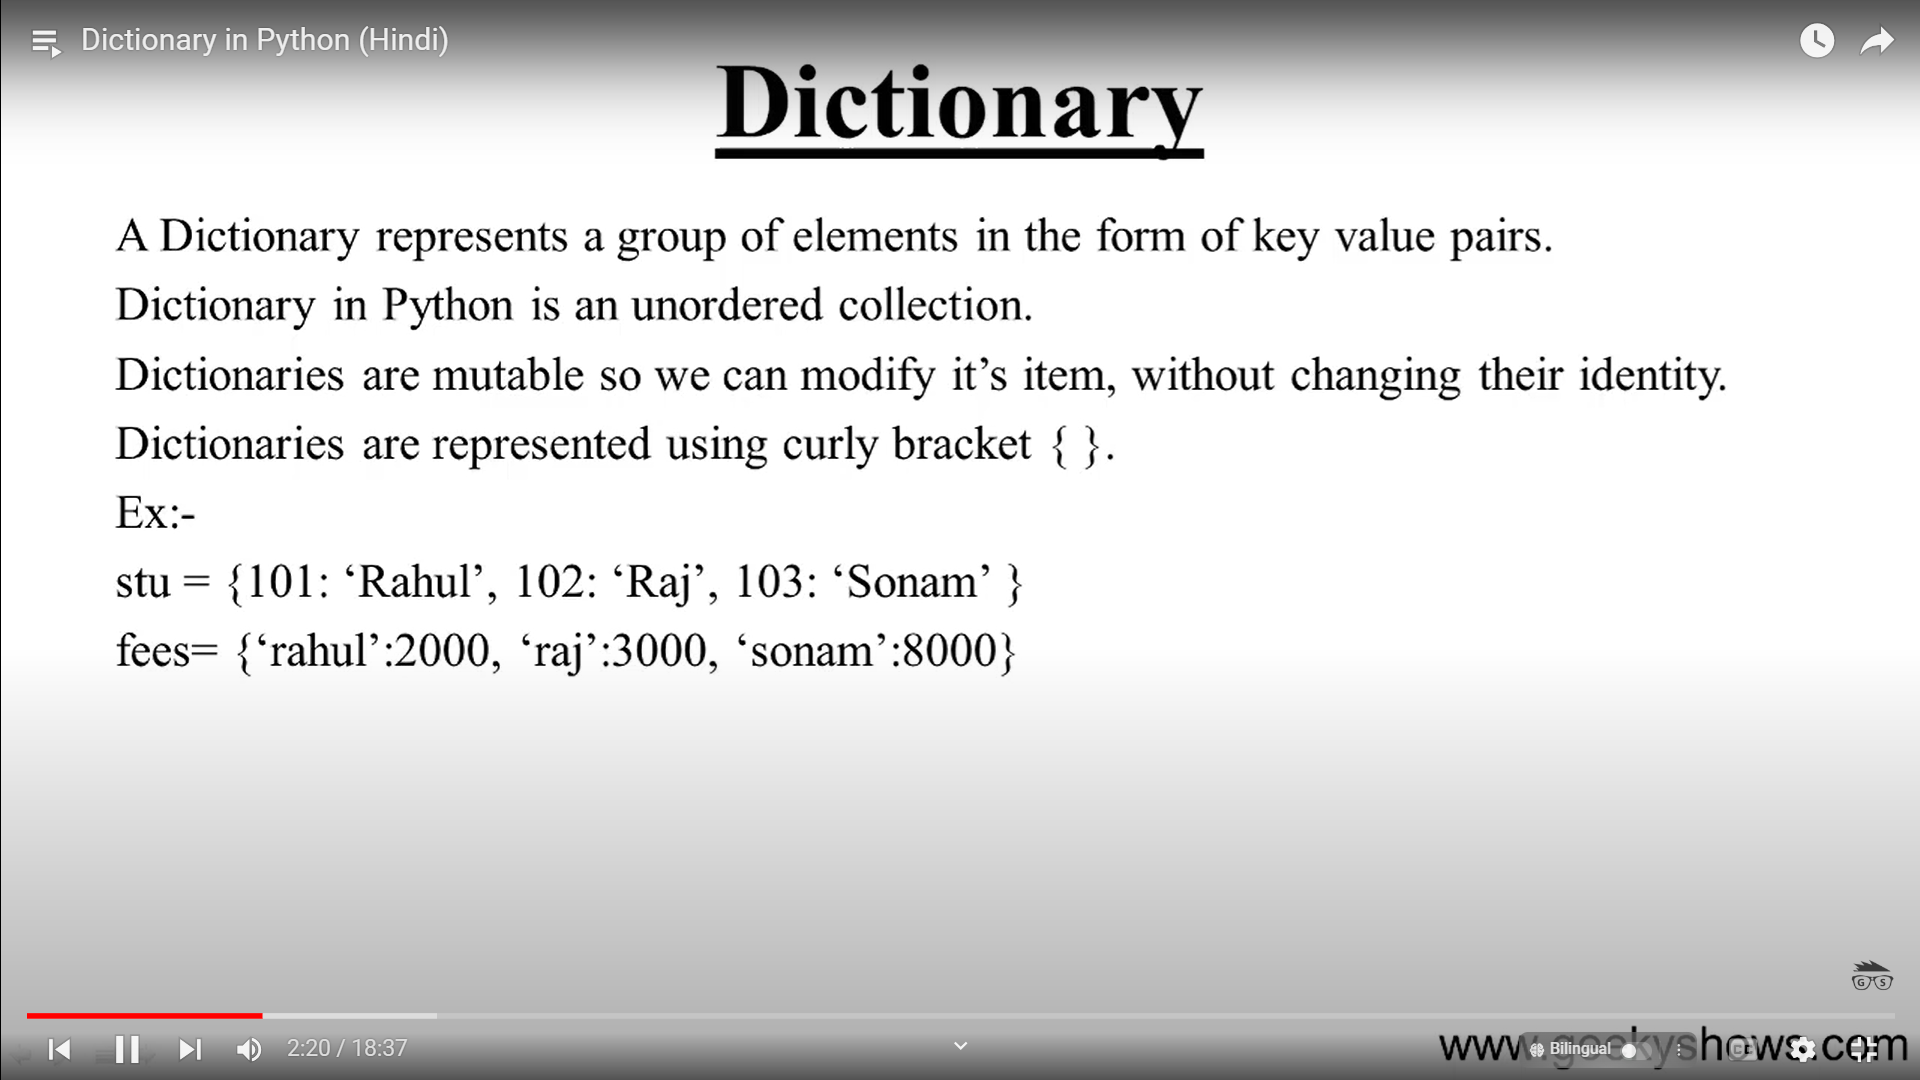 Dictionary in Python (Hindi)
Dictionary
A Dictionary represents a group of elements in the form of key value pairs.
Dictionary in Python is an unordered collection.
Dictionaries are mutable so we can modify it’s item, without changing their identity.
Dictionaries are represented using curly bracket { }.
Ex:-
stu = {101: ‘Rahul’, 102: ‘Raj’, 103: ‘Sonam’ }
fees= {‘rahul’:2000, ‘raj’:3000, ‘sonam’:8000}
G S
2:20 / 18:37
www.geekyshows.com
Bilingual
CC